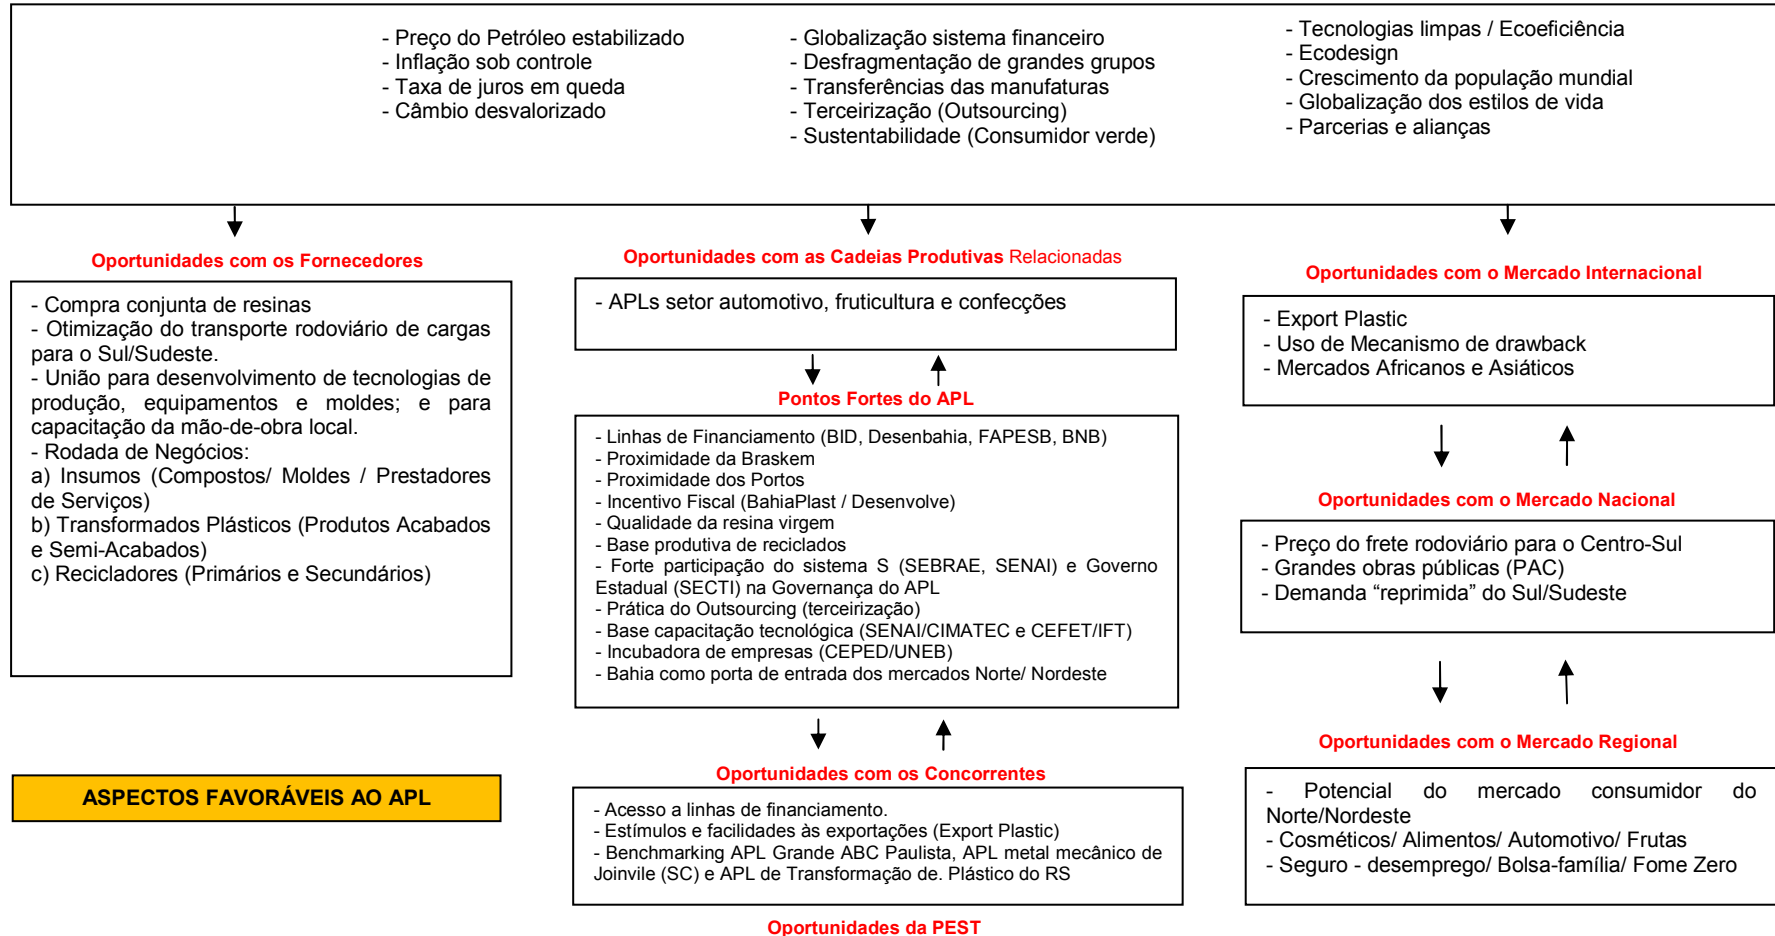 - Preço do Petróleo estabilizado
- Inflação sob controle
- Taxa de juros em queda
- Câmbio desvalorizado
- Globalização sistema financeiro
- Desfragmentação de grandes grupos
- Transferências das manufaturas
- Terceirização (Outsourcing)
- Sustentabilidade (Consumidor verde)
- Tecnologias limpas / Ecoeficiência
- Ecodesign
- Crescimento da população mundial
- Globalização dos estilos de vida
- Parcerias e alianças
Oportunidades com os Fornecedores
- Compra conjunta de resinas
- Otimização do transporte rodoviário de cargas
para o Sul/Sudeste.
- União para desenvolvimento de tecnologias de
produção, equipamentos e moldes; e para
capacitação da mão-de-obra local.
- Rodada de Negócios:
a) Insumos (Compostos/ Moldes / Prestadores
de Serviços)
b) Transformados Plásticos (Produtos Acabados
e Semi-Acabados)
c) Recicladores (Primários e Secundários)
ASPECTOS FAVORÁVEIS AO APL
Oportunidades com as Cadeias Produtivas Relacionadas
- APLs setor automotivo, fruticultura e confecções
Pontos Fortes do APL
- Linhas de Financiamento (BID, Desenbahia, FAPESB, BNB)
- Proximidade da Braskem
- Proximidade dos Portos
- Incentivo Fiscal (BahiaPlast / Desenvolve)
- Qualidade da resina virgem
- Base produtiva de reciclados
- Forte participação do sistema S (SEBRAE, SENAI) e Governo
Estadual (SECTI) na Governança do APL
- Prática do Outsourcing (terceirização)
- Base capacitação tecnológica (SENAI/CIMATEC e CEFET/IFT)
- Incubadora de empresas (CEPED/UNEB)
- Bahia como porta de entrada dos mercados Norte/ Nordeste
Oportunidades com os Concorrentes
- Acesso a linhas de financiamento.
- Estímulos e facilidades às exportações (Export Plastic)
- Benchmarking APL Grande ABC Paulista, APL metal mecânico de
Joinvile (SC) e APL de Transformação de. Plástico do RS
Oportunidades da PEST
Oportunidades com o Mercado Internacional
- Export Plastic
- Uso de Mecanismo de drawback
- Mercados Africanos e Asiáticos
Oportunidades com o Mercado Nacional
- Preço do frete rodoviário para o Centro-Sul
- Grandes obras públicas (PAC)
- Demanda “reprimida” do Sul/Sudeste
Oportunidades com o Mercado Regional
- Potencial do mercado consumidor do
Norte/Nordeste
- Cosméticos/ Alimentos/ Automotivo/ Frutas
- Seguro - desemprego/ Bolsa-família/ Fome Zero